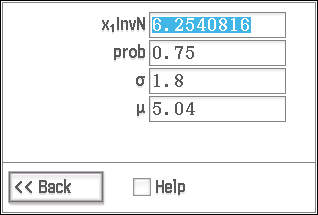 x₁InvN 6.2540816
prob 0.75
σ 1.8
μ 5.04
<< Back Help